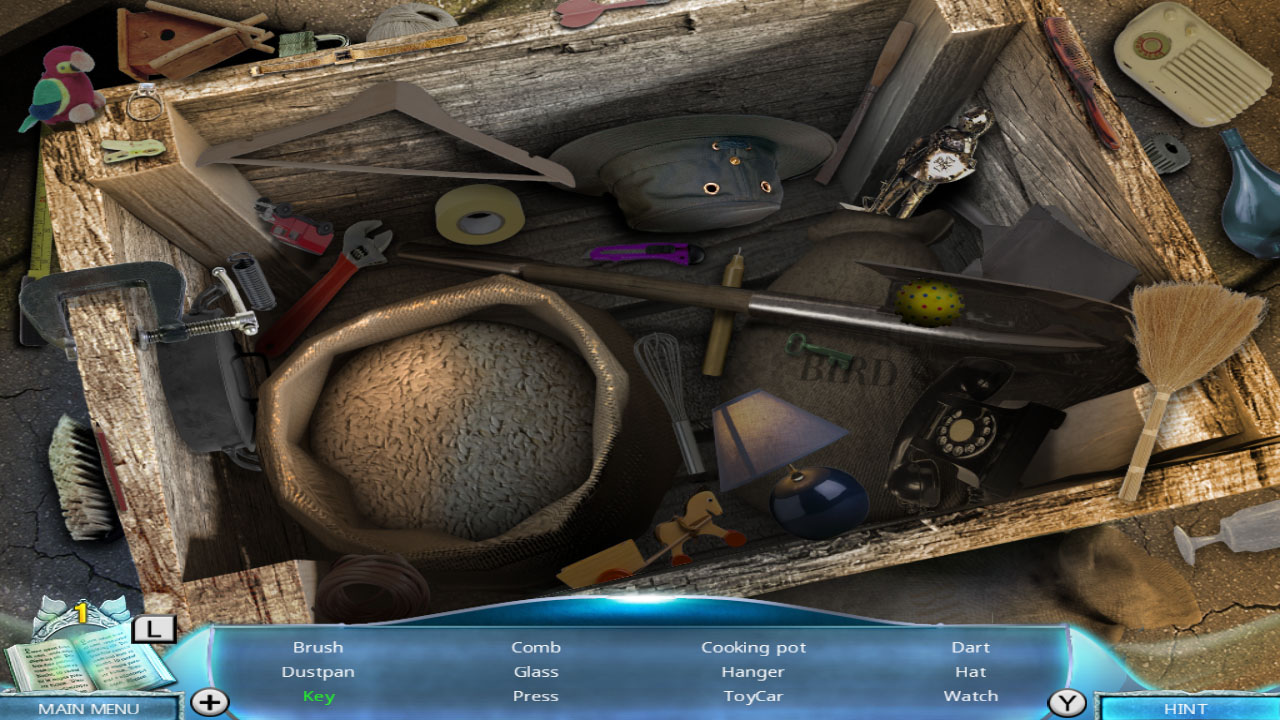 BIRD
1
L
Brush Comb Cooking pot Dart
Dustpan Glass Hanger Hat
Key Press ToyCar Watch
+ Y
MAIN MENU HINT